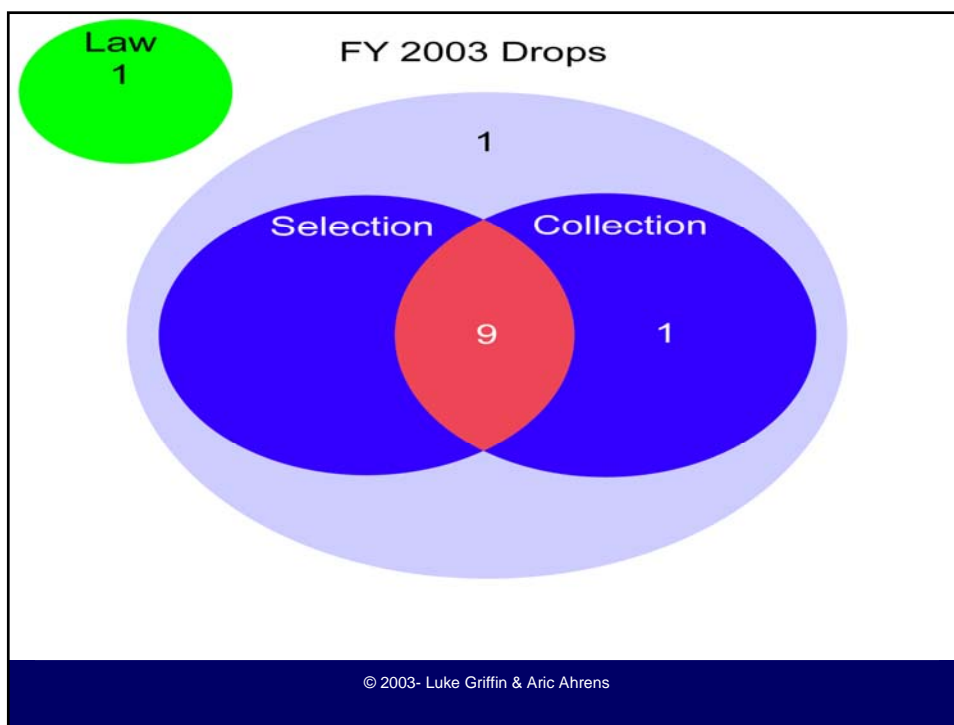 Law
1
FY 2003 Drops
1
Selection
Collection
9
1
© 2003- Luke Griffin & Aric Ahrens